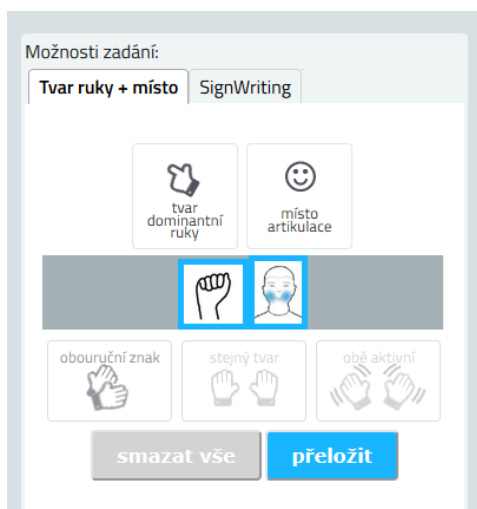 Možnosti zadání:
Tvar ruky + místo SignWriting
tvar
dominantní
ruky
místo
artikulace
obouruční znak
stejný tvar
obě aktivní
smazat vše
přeložit